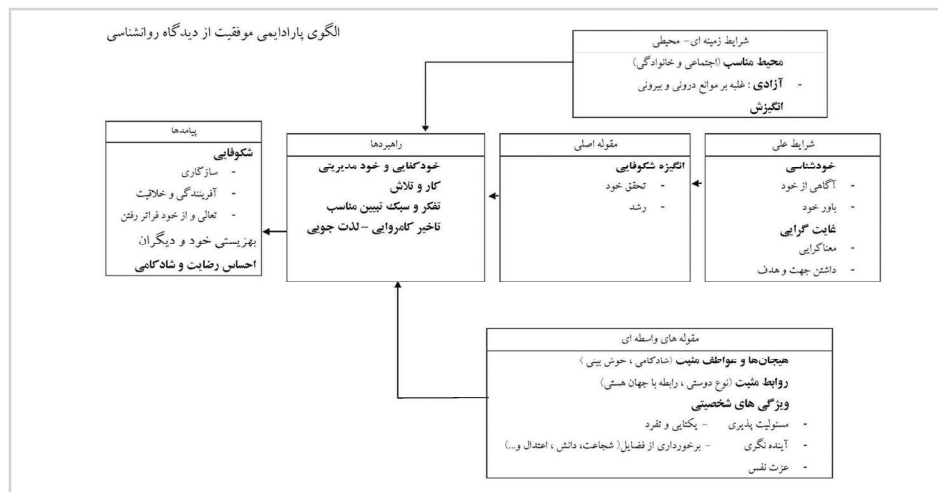 الگوی پارادایمی موفقیت از دیدگاه روانشناسی
شرایط زمینه ای- محیطی
محیط مناسب (اجتماعی و خانوادگی)
- آزادی : غلبه بر موانع درونی و بیرونی
انگیزش
شرایط علی
خودشناسی
- آگاهی از خود
- باور خود
غایت گرایی
- معناگرایی
- داشتن جهت و هدف
مقوله اصلی
انگیزه شکوفایی
- تحقق خود
- رشد
راهبردها
خودکفایی و خود مدیریتی
کار و تلاش
تفکر و سبک تبیین مناسب
تاخیر کامروایی – لذت جویی
پیامدها
شکوفایی
- سازگاری
- آفرینندگی و خلاقیت
- تعالی و از خود فراتر رفتن
بهزیستی خود و دیگران
احساس رضایت و شادکامی
مقوله های واسطه ای
هیجان‌ها و عواطف مثبت (شادکامی ، خوش بینی )
روابط مثبت (نوع دوستی ، رابطه با جهان هستی)
ویژگی های شخصیتی
- مسئولیت پذیری – یکتایی و تفرد
- آینده نگری – برخورداری از فضایل( شجاعت، دانش ، اعتدال و...)
- عزت نفس